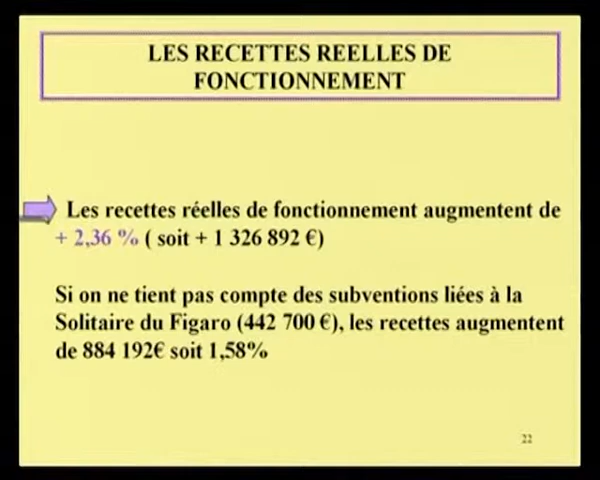 LES RECETTES REELLES DE
FONCTIONNEMENT
Les recettes réelles de fonctionnement augmentent de
+ 2,36 % ( soit + 1 326 892 €)
Si on ne tient pas compte des subventions liées à la
Solitaire du Figaro (442 700 €), les recettes augmentent
de 884 192€ soit 1,58%
22